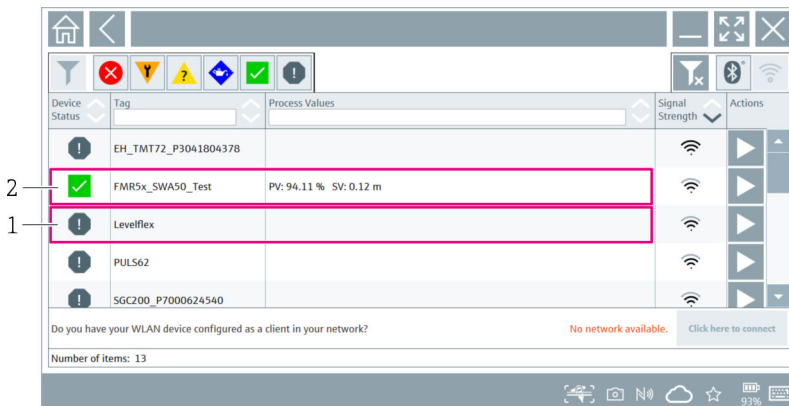 ?
Device Status
Tag
Process Values
Signal Strength
Actions
! EH_TMT72_P3041804378
2
FMR5x_SWA50_Test PV: 94.11 % SV: 0.12 m
1
! Levelflex
! PULS62
! SGC200_P7000624540
Do you have your WLAN device configured as a client in your network? No network available. Click here to connect
Number of items: 13
93%